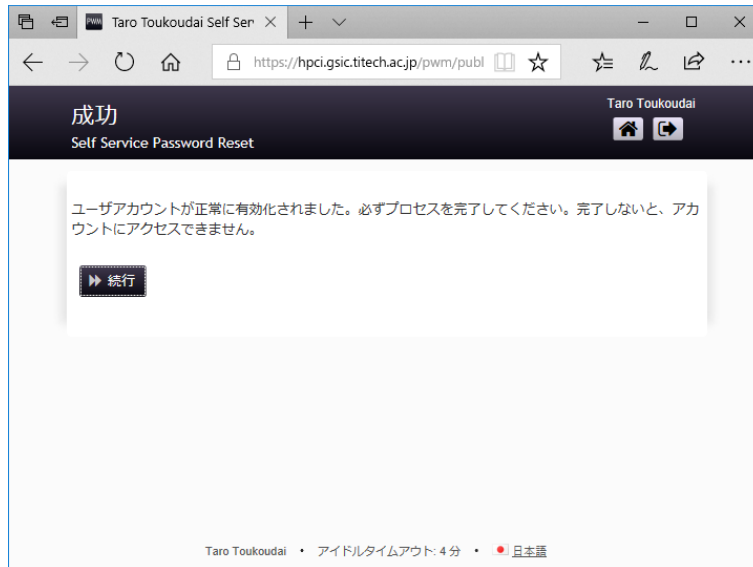 PWM Taro Toukoudai Self Ser
https://hpci.gsic.titech.ac.jp/pwm/publ
成功
Self Service Password Reset
Taro Toukoudai
ユーザアカウントが正常に有効化されました。必ずプロセスを完了してください。完了しないと、アカ
ウントにアクセスできません。
続行
Taro Toukoudai • アイドルタイムアウト: 4 分 • 日本語